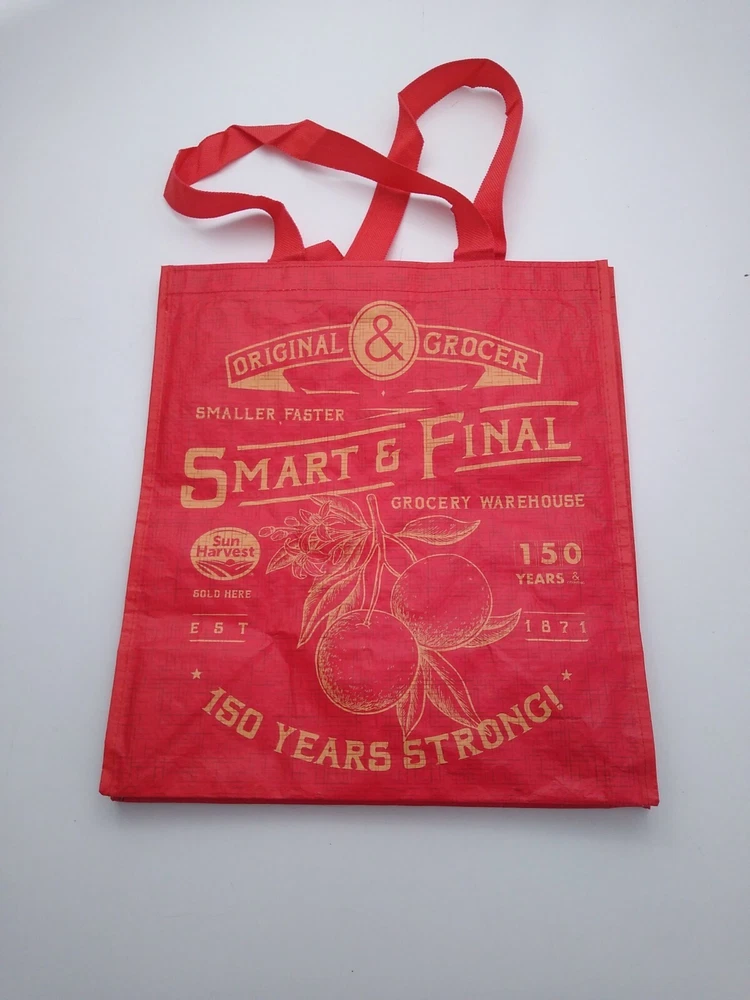 ORIGINAL & GROCER
SMALLER, FASTER
SMART & FINAL
GROCERY WAREHOUSE
Sun
Harvest
SOLD HERE
150
YEARS &
EST
1871
150 YEARS STRONG!